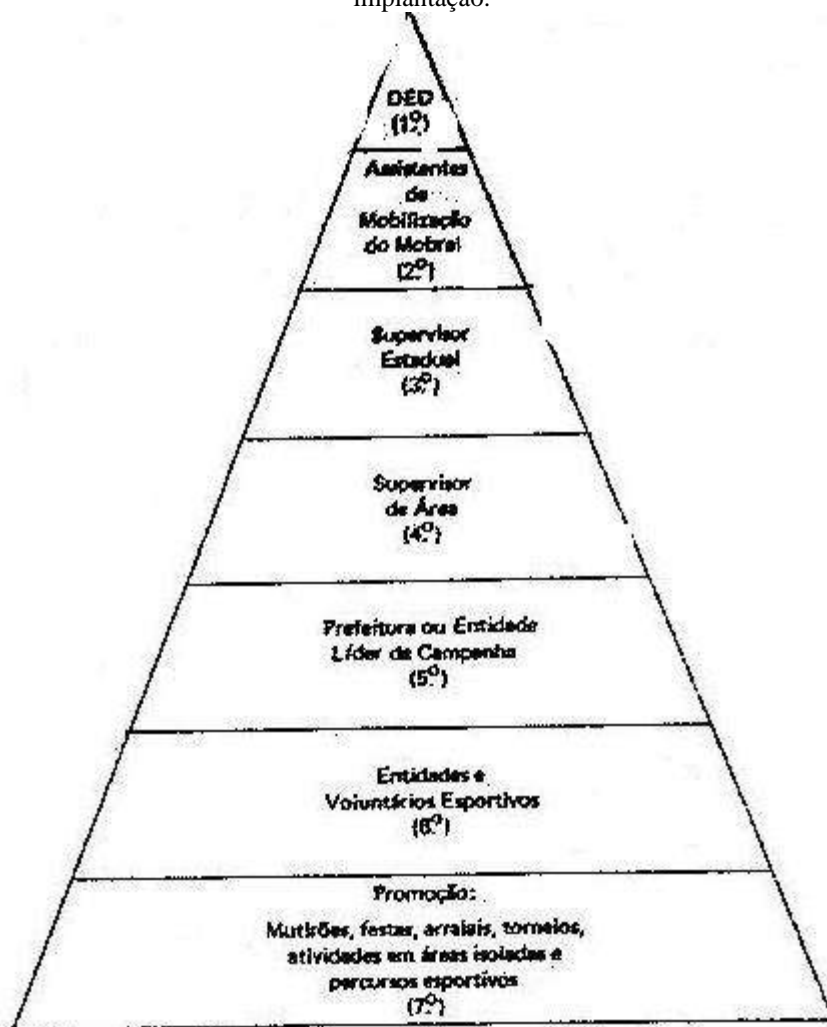 implantação.
DED
(1º)
Assistentes
de
Mobilização
do Mobral
(2º)
Supervisor
Estadual
(3º)
Supervisor
de Área
(4º)
Prefeitura ou Entidade
Líder da Campanha
(5º)
Entidades e
Voluntários Esportivos
(6º)
Promoção:
Mutirões, festas, arraiais, torneios,
atividades em áreas isoladas e
percursos esportivos
(7º)